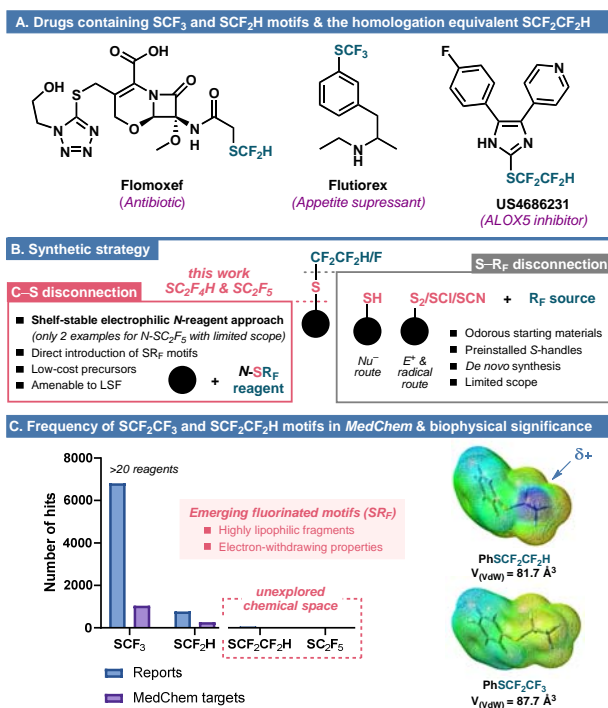 A. Drugs containing SCF3 and SCF2H motifs & the homologation equivalent SCF2CF2H
O OH
OH
S
O
N
N
N
N N
O H
N
H
O
O
O
SCF2H
Flomoxef
(Antibiotic)
SCF3
N
H
Flutiorex
(Appetite supressant)
F
N
HN N
SCF2CF2H
US4686231
(ALOX5 inhibitor)
B. Synthetic strategy
C–S disconnection
Shelf-stable electrophilic N-reagent approach
(only 2 examples for N-SC2F5 with limited scope)
Direct introduction of SRF motifs
Low-cost precursors
Amenable to LSF
+ N-SRF
reagent
this work
SC2F4H & SC2F5
CF2CF2H/F
S
S–RF disconnection
SH S2/SCl/SCN + RF source
Nu−
route
E+ &
radical
route
Odorous starting materials
Preinstalled S-handles
De novo synthesis
Limited scope
C. Frequency of SCF2CF3 and SCF2CF2H motifs in MedChem & biophysical significance
Number of hits
8000
6000
4000
2000
0
>20 reagents
Emerging fluorinated motifs (SRF)
Highly lipophilic fragments
Electron-withdrawing properties
unexplored
chemical space
SCF3 SCF2H SCF2CF2H SC2F5
Reports
MedChem targets
δ+
PhSCF2CF2H
V(VdW) = 81.7 Å3
PhSCF2CF3
V(VdW) = 87.7 Å3